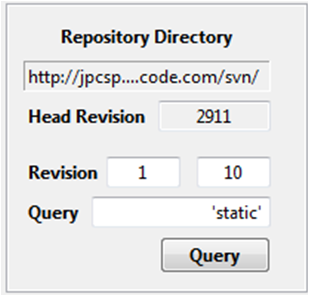 Repository Directory
http://jpcsp....code.com/svn/
Head Revision 2911
Revision 1 10
Query 'static'
Query